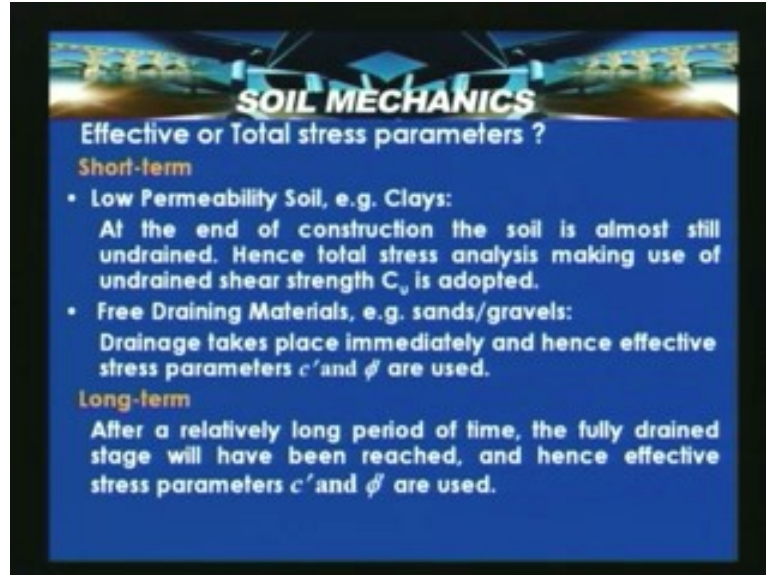 SOIL MECHANICS
Effective or Total stress parameters ?
Short-term
• Low Permeability Soil, e.g. Clays:
At the end of construction the soil is almost still
undrained. Hence total stress analysis making use of
undrained shear strength Cᵤ is adopted.
• Free Draining Materials, e.g. sands/gravels:
Drainage takes place immediately and hence effective
stress parameters c′and ϕ′ are used.
Long-term
After a relatively long period of time, the fully drained
stage will have been reached, and hence effective
stress parameters c′and ϕ′ are used.